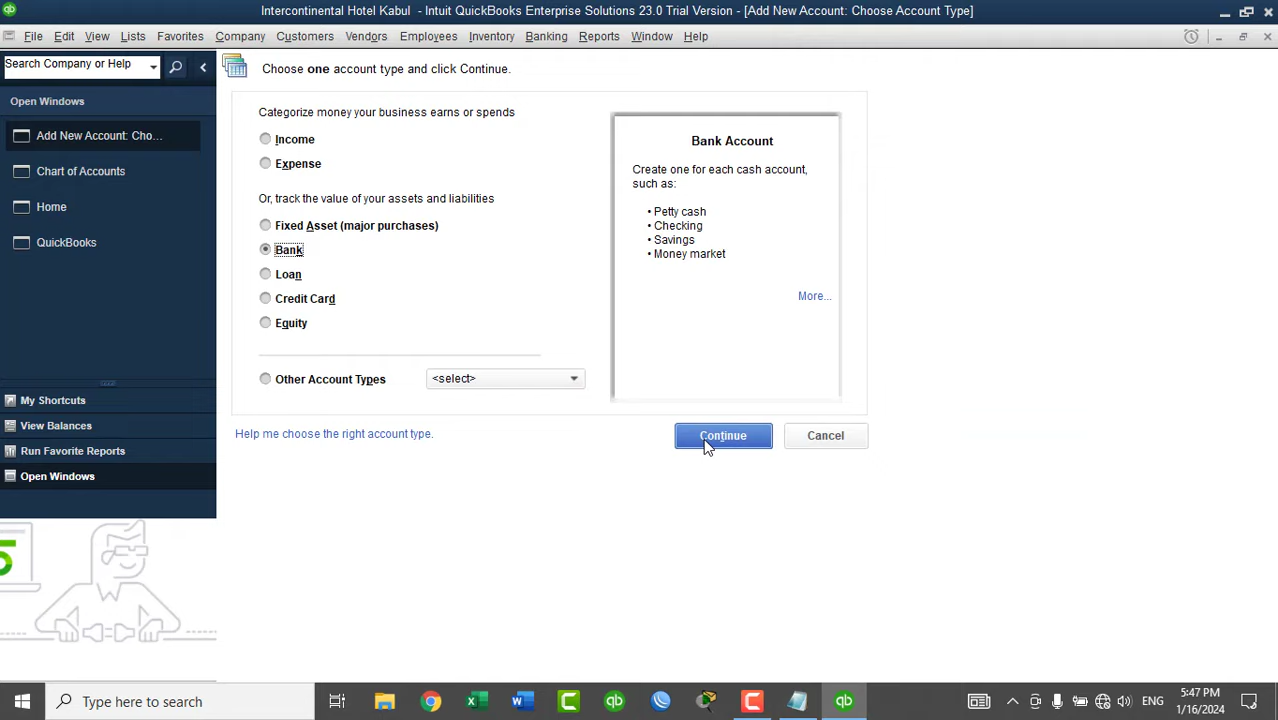 Intercontinental Hotel Kabul - Intuit QuickBooks Enterprise Solutions 23.0 Trial Version - [Add New Account: Choose Account Type]
File Edit View Lists Favorites Company Customers Vendors Employees Inventory Banking Reports Window Help
Search Company or Help
Open Windows
Add New Account: Cho...
Chart of Accounts
Home
QuickBooks
My Shortcuts
View Balances
Run Favorite Reports
Open Windows
Choose one account type and click Continue.
Categorize money your business earns or spends
Income
Expense
Or, track the value of your assets and liabilities
Fixed Asset (major purchases)
Bank
Loan
Credit Card
Equity
Other Account Types <select>
Bank Account
Create one for each cash account,
such as:
• Petty cash
• Checking
• Savings
• Money market
More...
Help me choose the right account type.
Continue
Cancel
Type here to search
ENG
5:47 PM
1/16/2024